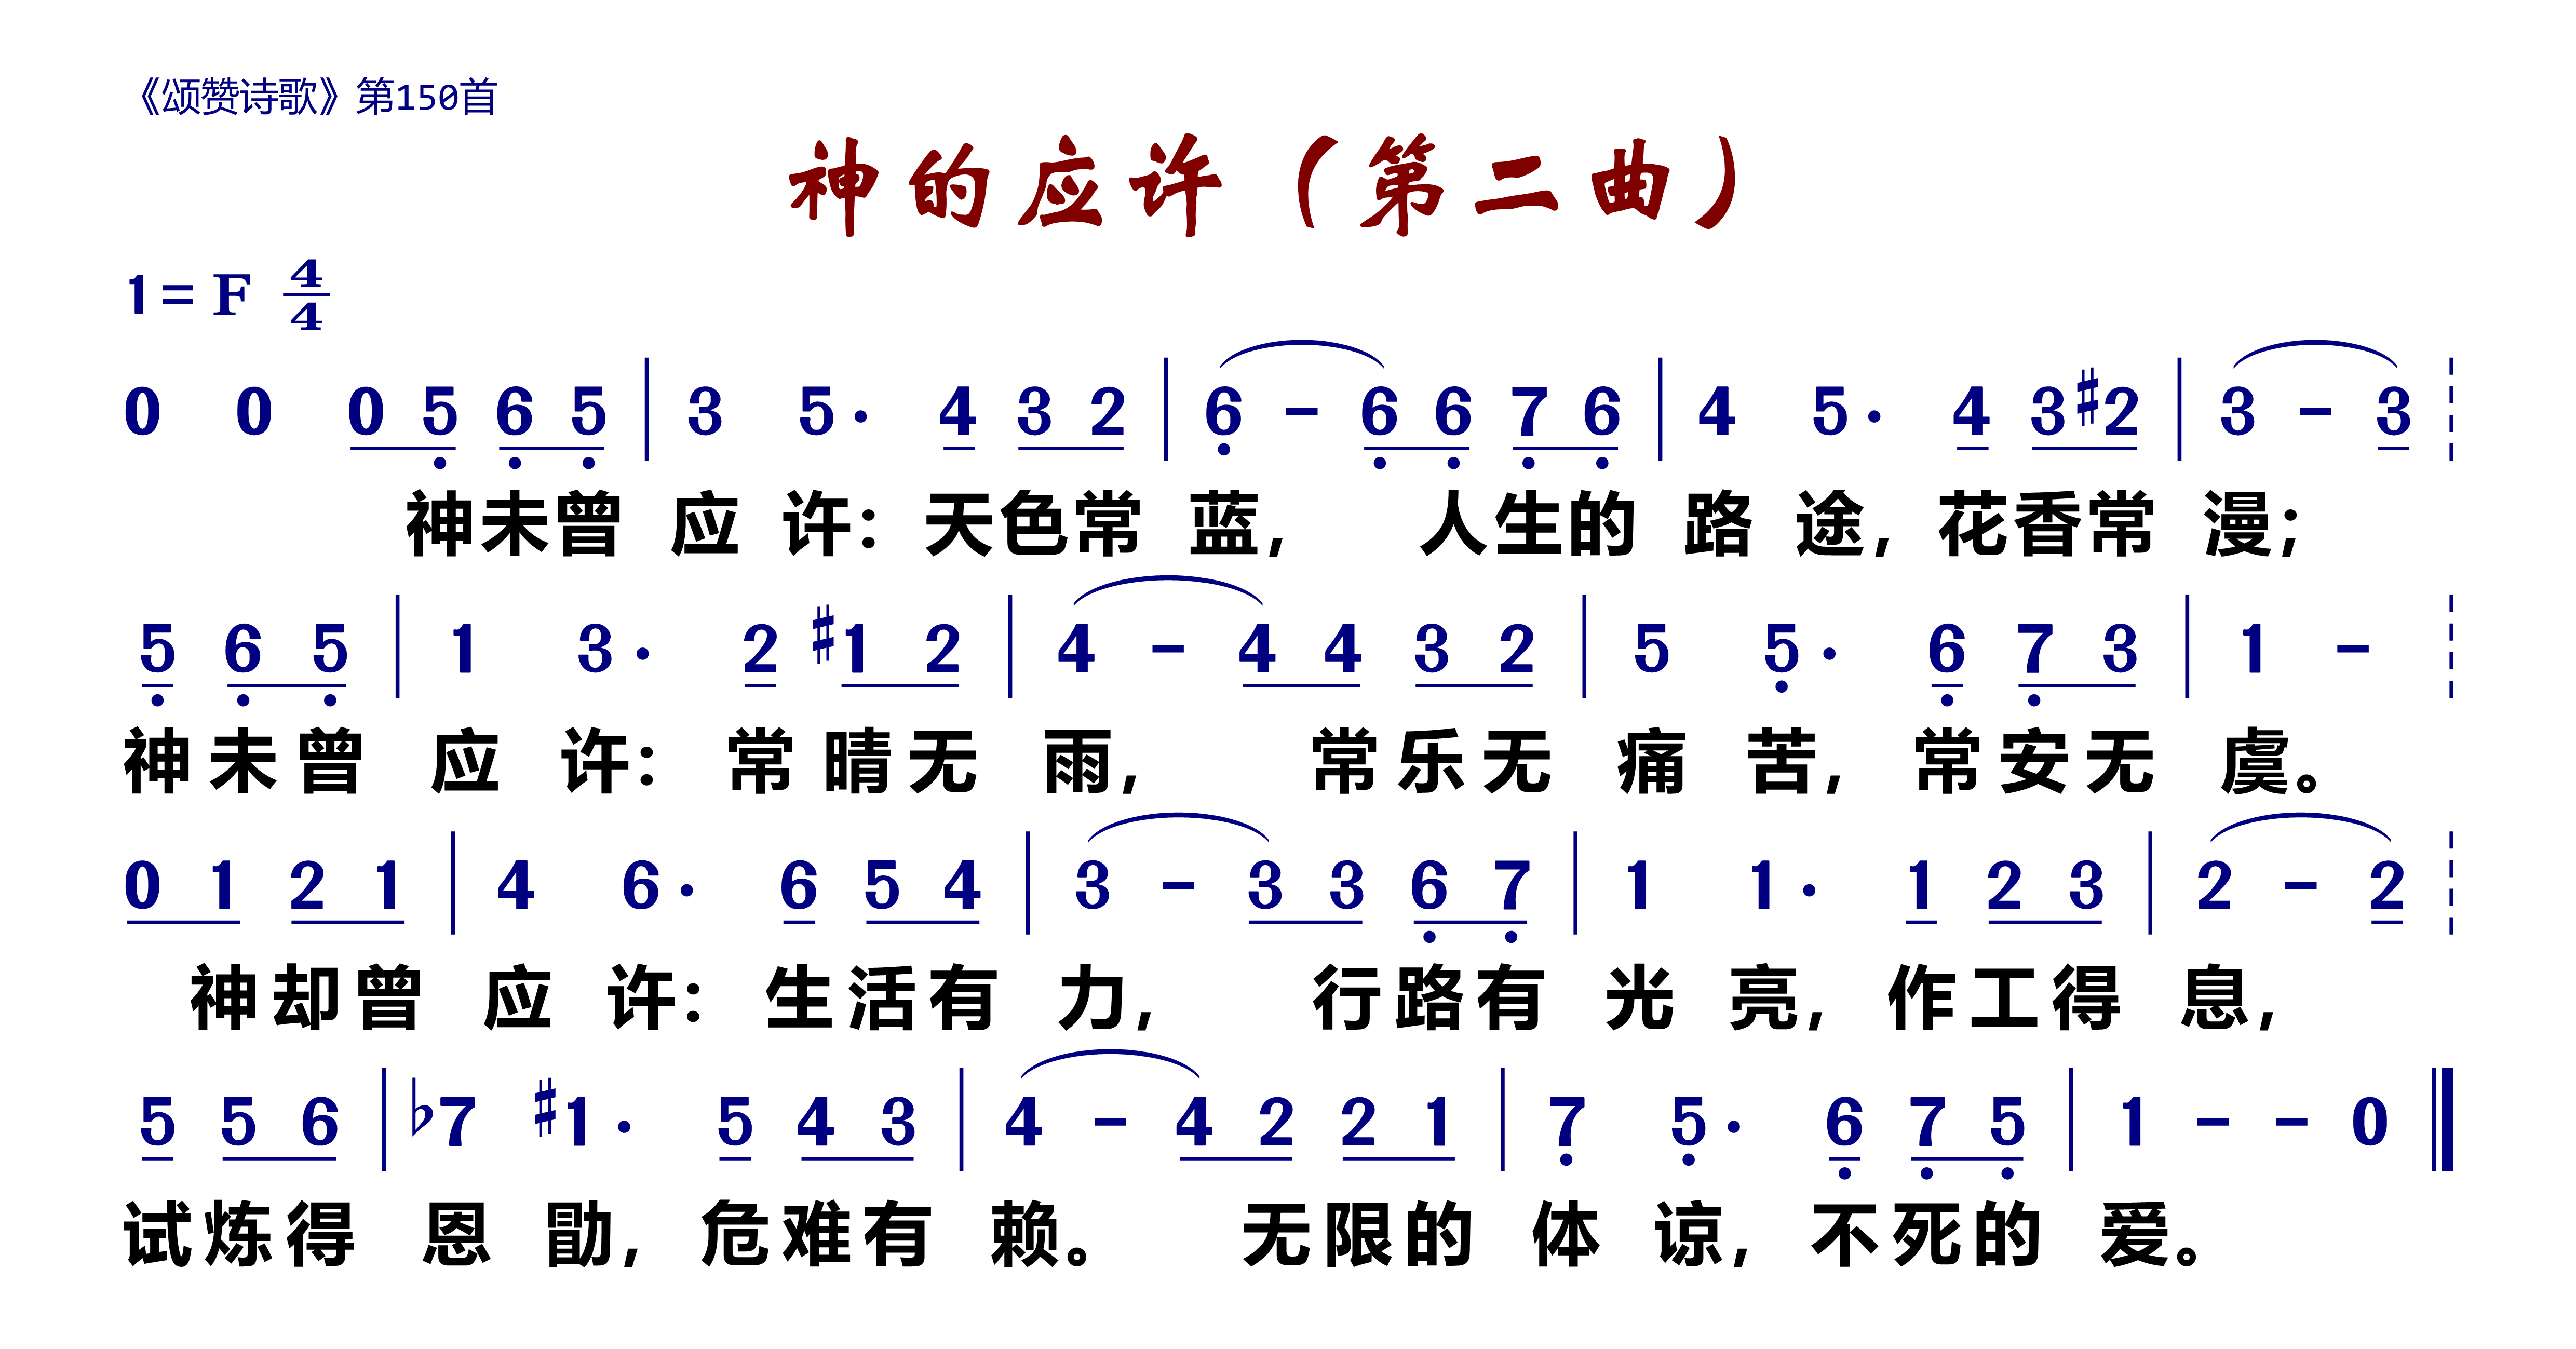 《颂赞诗歌》第150首
神的应许（第二曲）
1= F 4/4
0 0 0 5 6 5 | 3 5 · 4 3 2 | 6 - 6 6 7 6 | 4 5 · 4 3 #2 | 3 - 3
神未曾 应 许：天色常 蓝， 人生的 路 途，花香常 漫；
5 6 5 | 1 3 · 2 #1 2 | 4 - 4 4 3 2 | 5 5 · 6 7 3 | 1 -
神未曾 应 许：常晴无 雨， 常乐无 痛 苦，常安无 虞。
0 1 2 1 | 4 6 · 6 5 4 | 3 - 3 3 6 7 | 1 1 · 1 2 3 | 2 - 2
神却曾 应 许：生活有 力， 行路有 光 亮，作工得 息，
5 5 6 | ♭7 #1 · 5 4 3 | 4 - 4 2 2 1 | 7 5 · 6 7 5 | 1 - - 0
试炼得 恩 勖，危难有 赖。 无限的 体 谅，不死的 爱。